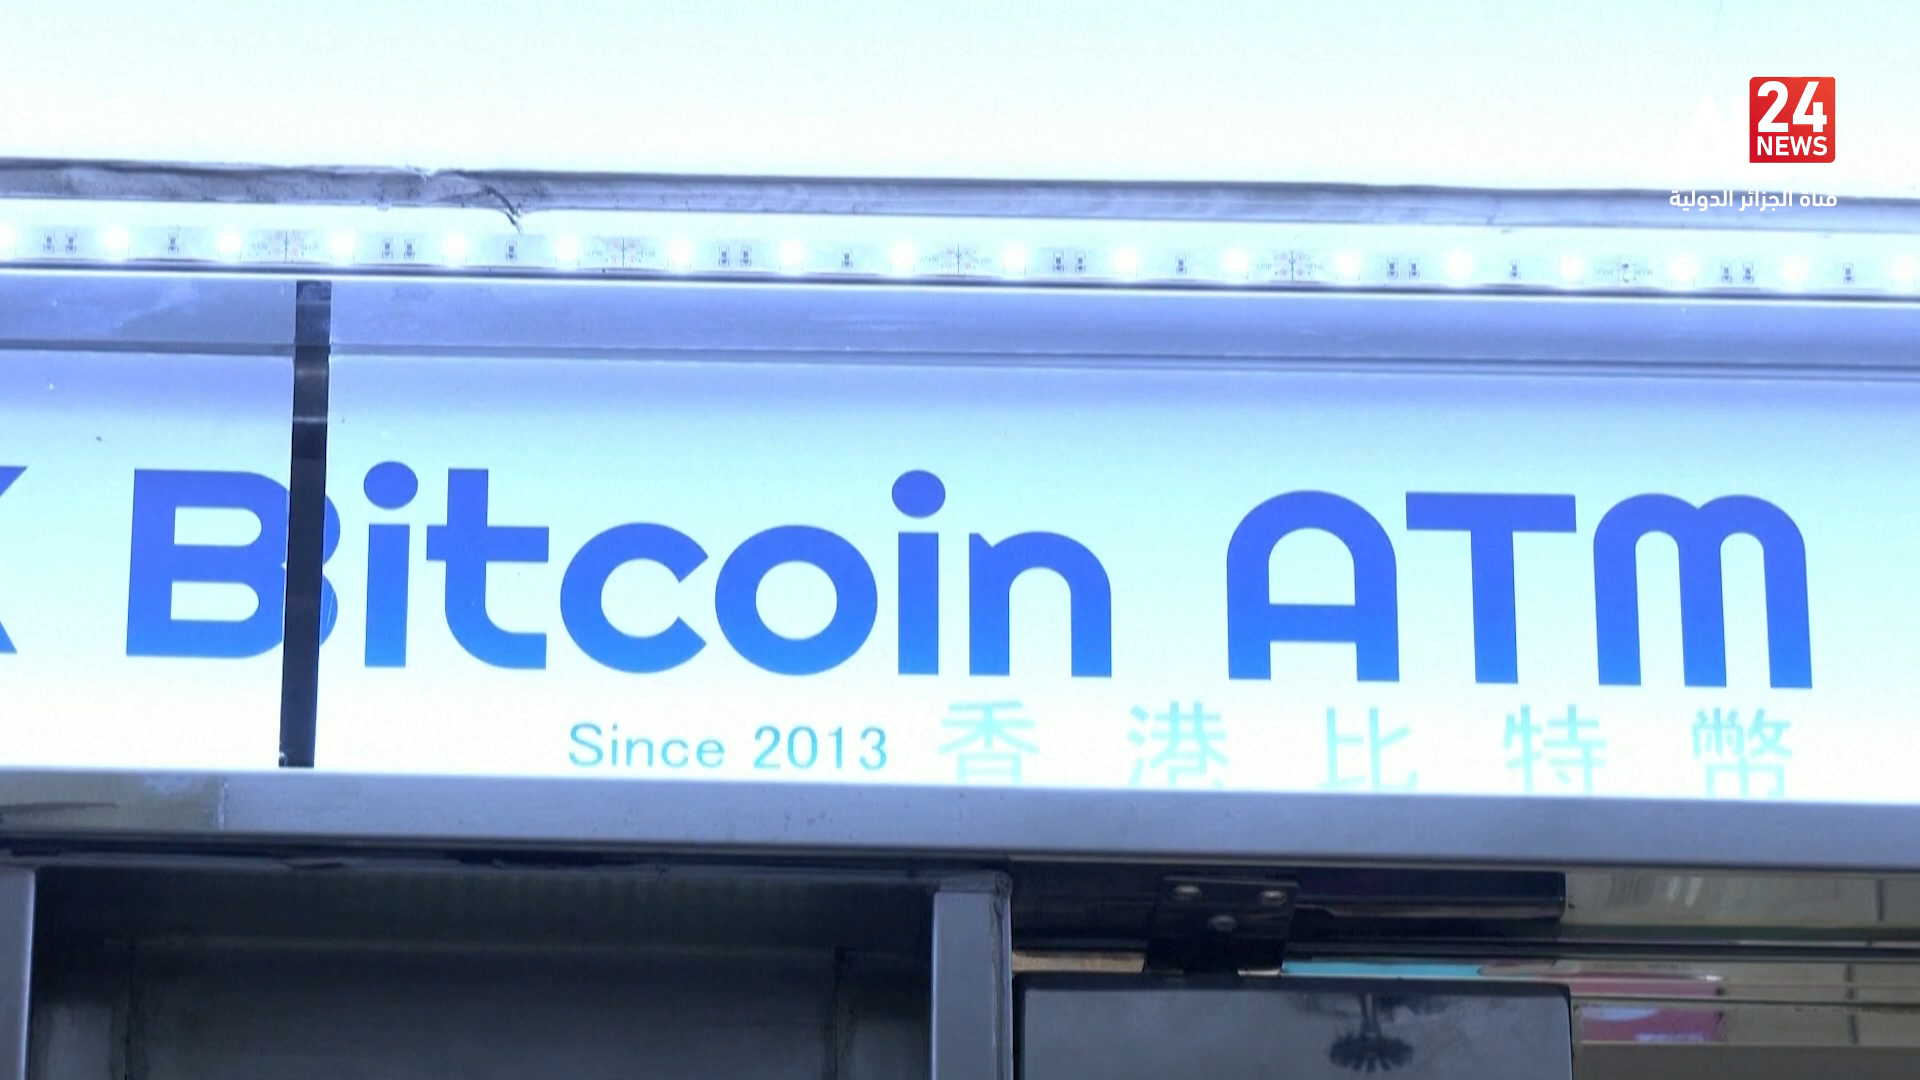 24
NEWS
قناة الجزائر الدولية
Bitcoin ATM
Since 2013 香港比特幣